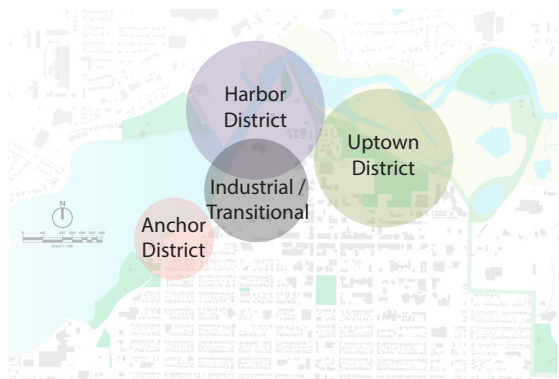 Harbor
District
Uptown
District
Industrial /
Transitional
Anchor
District
N